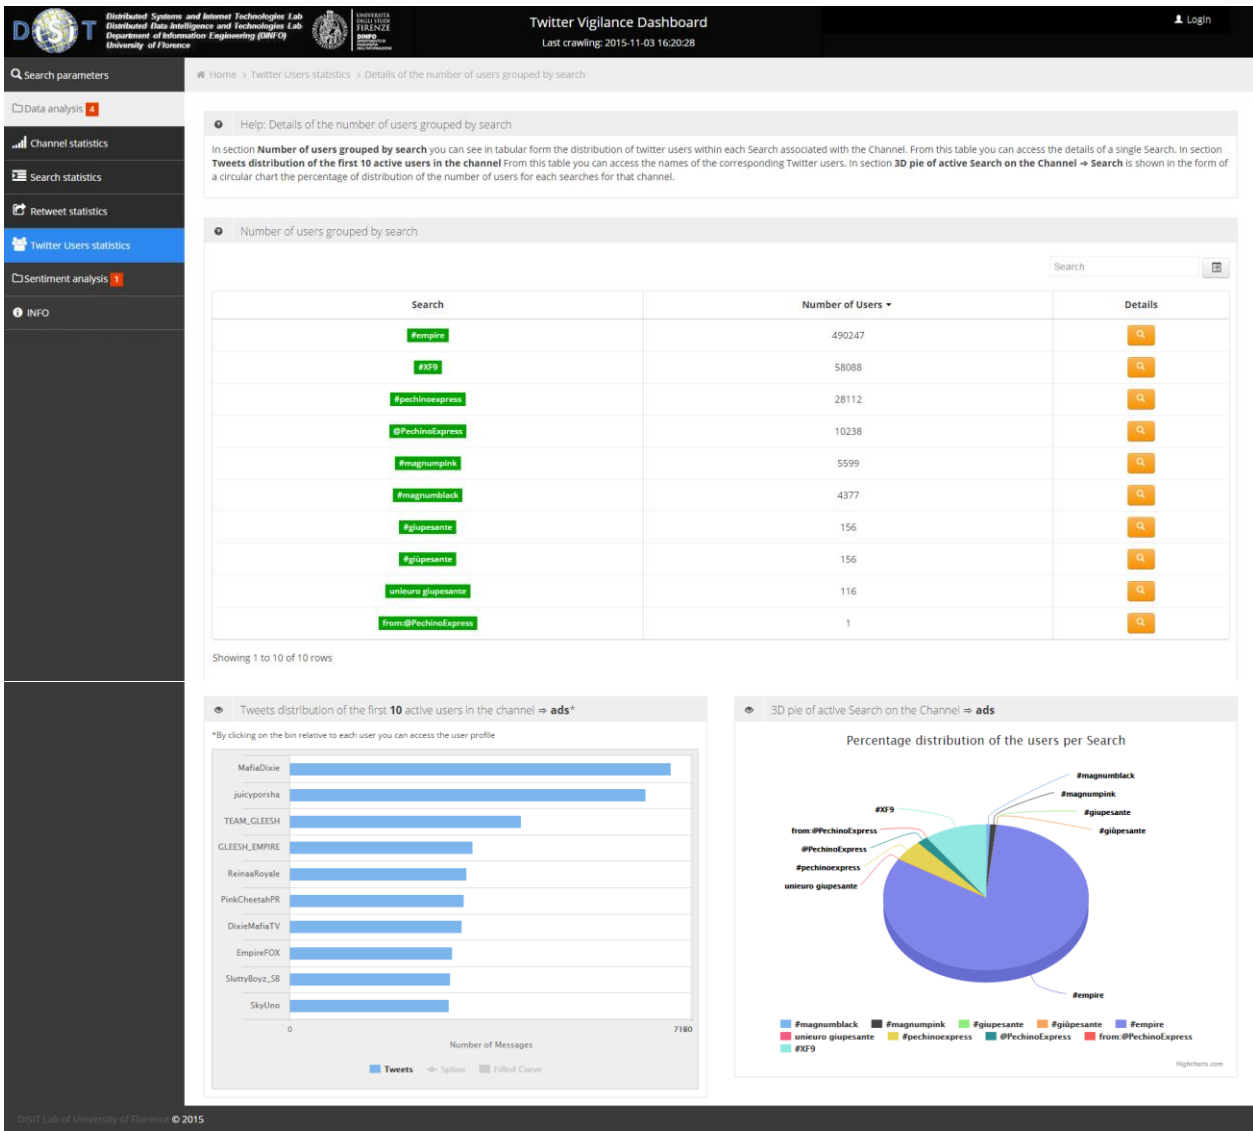 DISIT
Distributed Systems and Internet Technologies Lab
Distributed Data Intelligence and Technologies Lab
Department of Information Engineering (DINFO)
University of Florence
UNIVERSITÀ
DEGLI STUDI
FIRENZE
DINFO
Twitter Vigilance Dashboard
Last crawling: 2015-11-03 16:20:28
Login
Search parameters
Data analysis 4
Channel statistics
Search statistics
Retweet statistics
Twitter Users statistics
Sentiment analysis 1
INFO
Home > Twitter Users statistics > Details of the number of users grouped by search
Help: Details of the number of users grouped by search
In section Number of users grouped by search you can see in tabular form the distribution of twitter users within each Search associated with the Channel. From this table you can access the details of a single Search. In section
Tweets distribution of the first 10 active users in the channel From this table you can access the names of the corresponding Twitter users. In section 3D pie of active Search on the Channel ⇒ Search is shown in the form of
a circular chart the percentage of distribution of the number of users for each searches for that channel.
Number of users grouped by search
Search
Search Number of Users Details
#empire 490247
#XF9 58088
#pechinoexpress 28112
@PechinoExpress 10238
#magnumpink 5599
#magnumblack 4377
#giupesante 156
#giùpesante 156
unieuro giupesante 116
from:@PechinoExpress 1
Showing 1 to 10 of 10 rows
Tweets distribution of the first 10 active users in the channel ⇒ ads*
*By clicking on the bin relative to each user you can access the user profile
MafiaDixie
juicyporsha
TEAM_GLEESH
GLEESH_EMPIRE
ReinaaRoyale
PinkCheetahPR
DixieMafiaTV
EmpireFOX
SluttyBoyz_SB
SkyUno
0 7180
Number of Messages
Tweets Spline Filled Curve
3D pie of active Search on the Channel ⇒ ads
Percentage distribution of the users per Search
#magnumblack
#magnumpink
#XF9
#giupesante
from:@PechinoExpress
#giùpesante
@PechinoExpress
#pechinoexpress
unieuro giupesante
#empire
#magnumblack #magnumpink #giupesante #giùpesante #empire
unieuro giupesante #pechinoexpress @PechinoExpress from:@PechinoExpress
#XF9
Highcharts.com
DISIT Lab of University of Florence © 2015